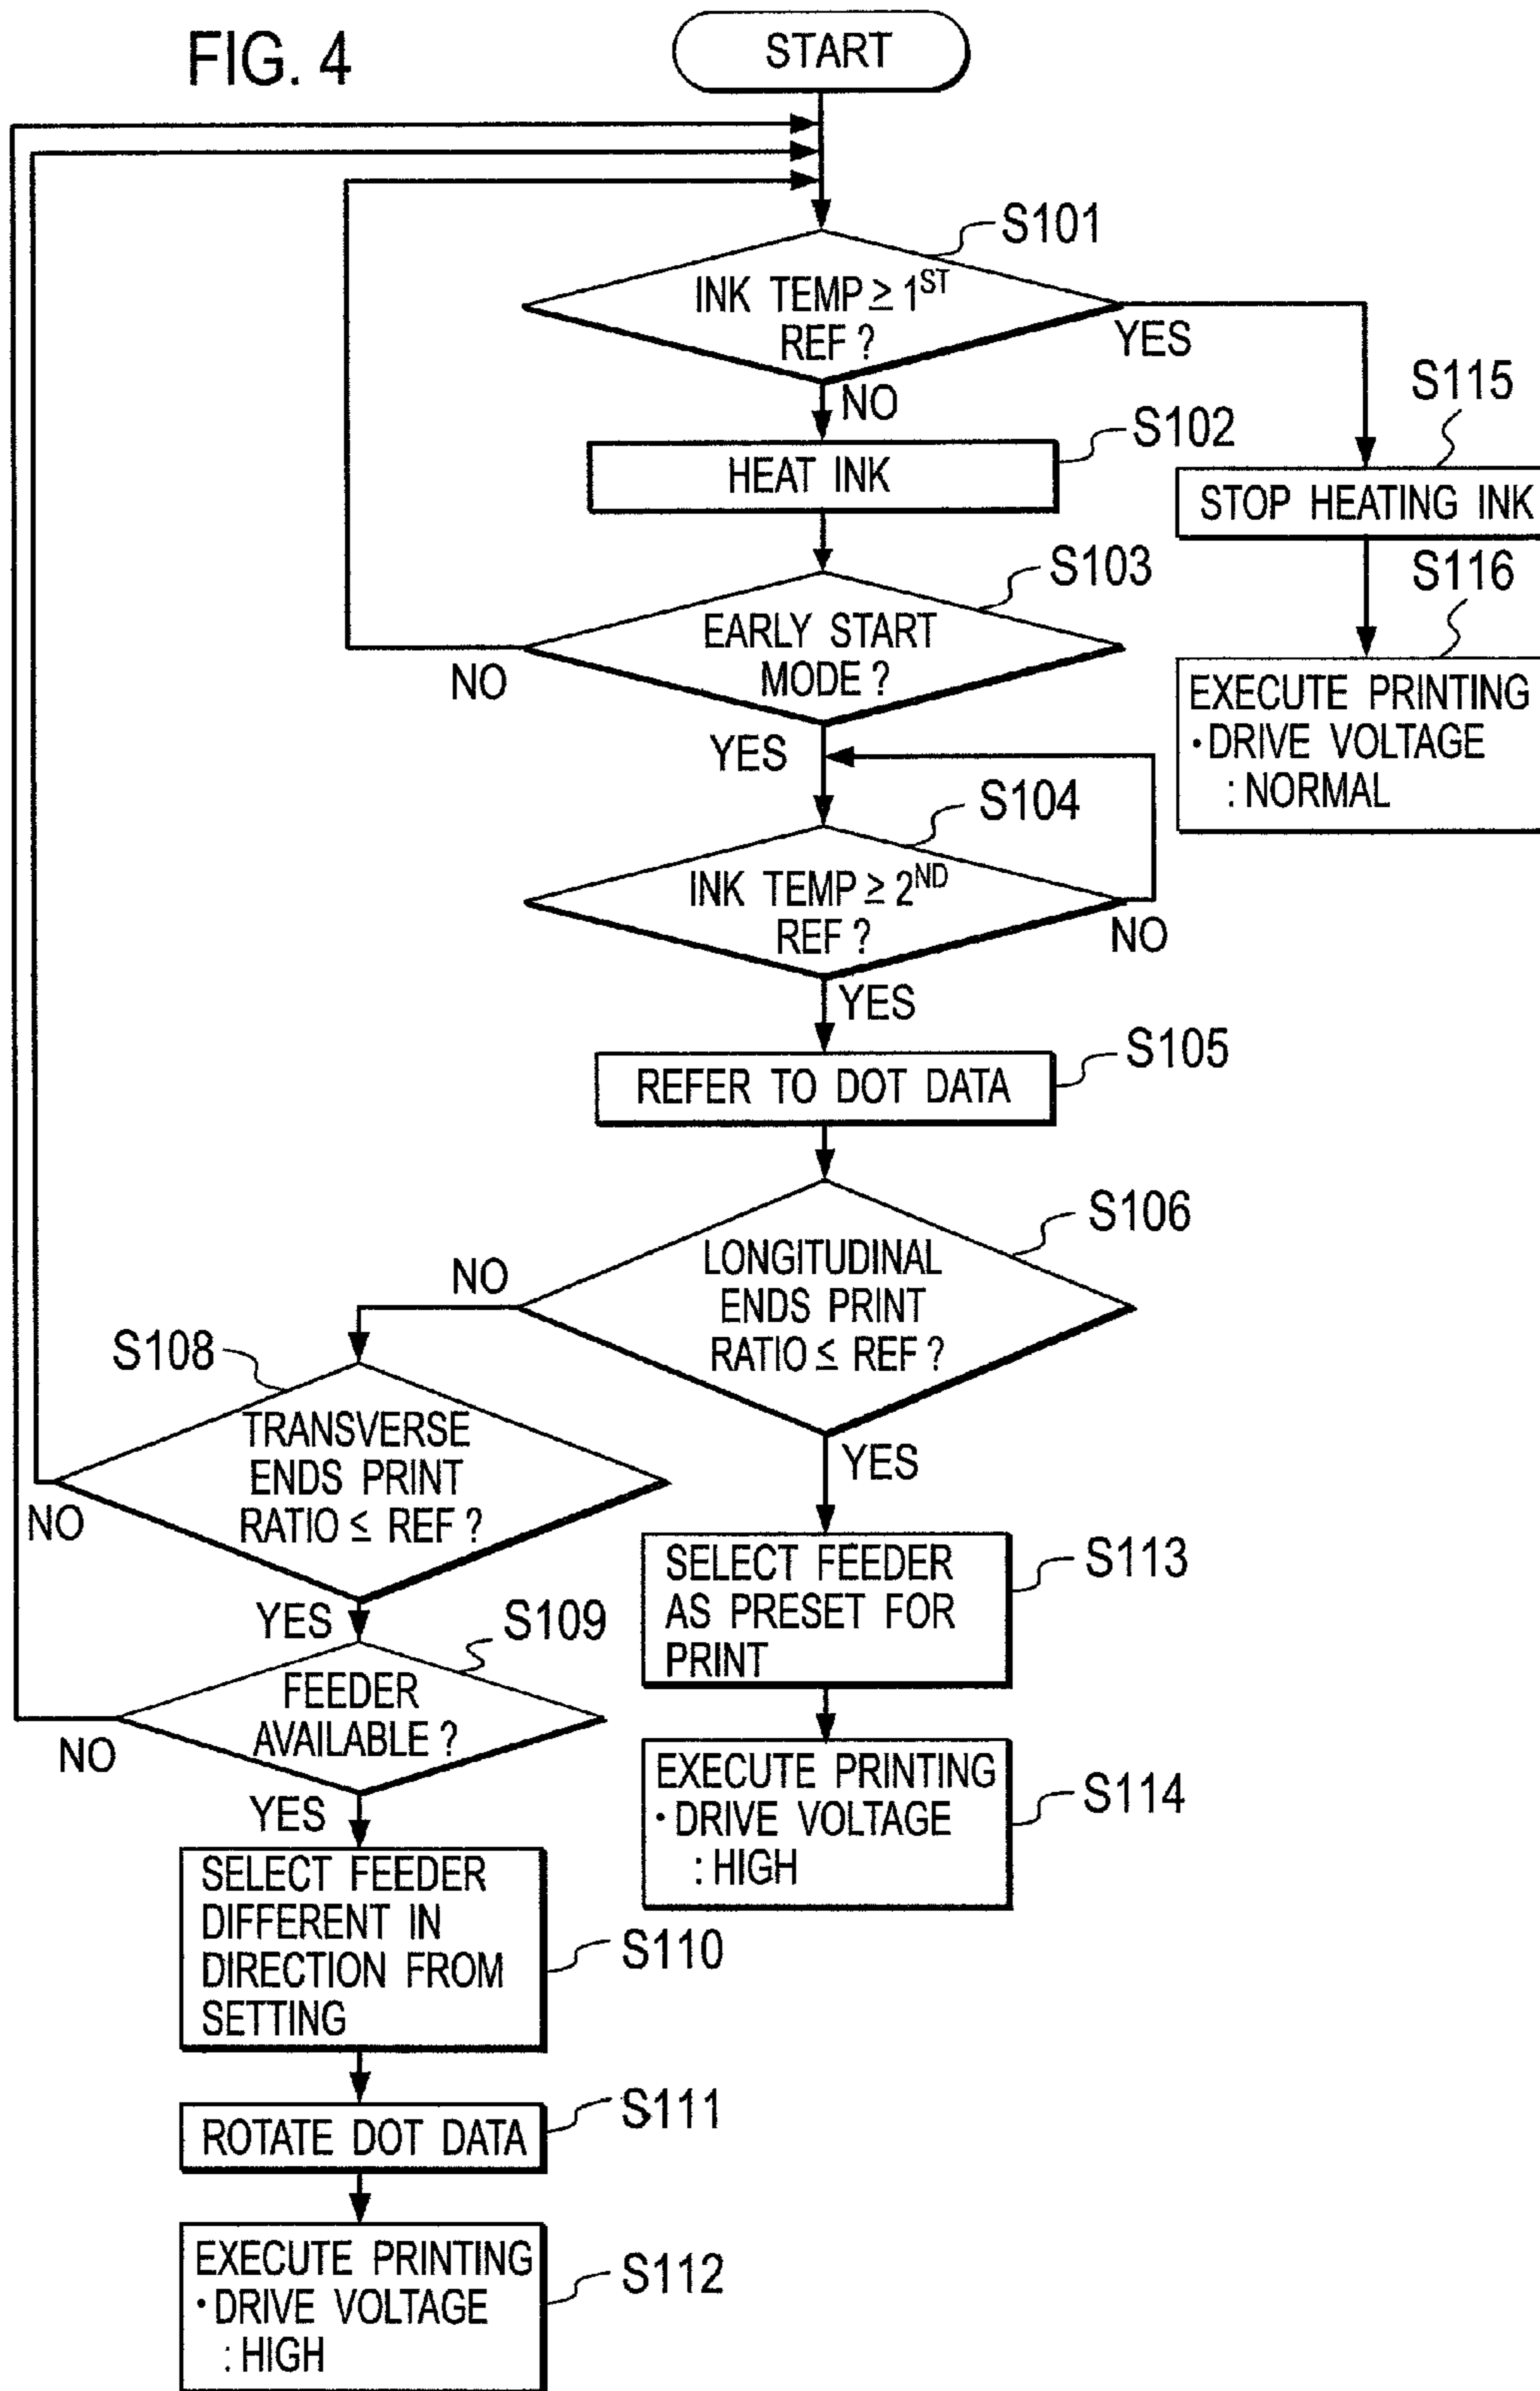 FIG. 4
START
S101
INK TEMP ≥ 1ST
REF ?
YES
NO
S115
S102
HEAT INK
STOP HEATING INK
S103
S116
EARLY START
MODE ?
NO
EXECUTE PRINTING
• DRIVE VOLTAGE
: NORMAL
YES
S104
INK TEMP ≥ 2ND
REF ?
NO
YES
S105
REFER TO DOT DATA
S106
LONGITUDINAL
ENDS PRINT
RATIO ≤ REF ?
NO
S108
TRANSVERSE
ENDS PRINT
RATIO ≤ REF ?
NO
YES
YES
S113
SELECT FEEDER
AS PRESET FOR
PRINT
S109
FEEDER
AVAILABLE ?
NO
YES
EXECUTE PRINTING
• DRIVE VOLTAGE
: HIGH
S114
SELECT FEEDER
DIFFERENT IN
DIRECTION FROM
SETTING
S110
S111
ROTATE DOT DATA
EXECUTE PRINTING
• DRIVE VOLTAGE
: HIGH
S112